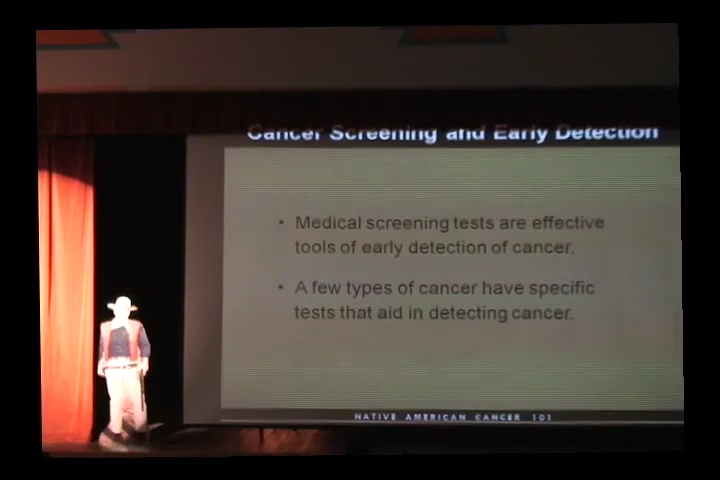 Cancer Screening and Early Detection
• Medical screening tests are effective
tools of early detection of cancer.
• A few types of cancer have specific
tests that aid in detecting cancer.
NATIVE AMERICAN CANCER 101